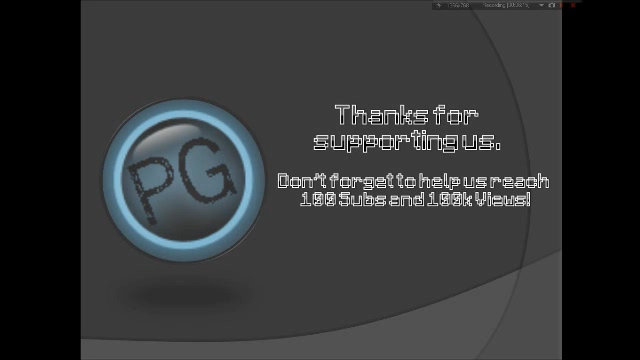 PG
Thanks for
supporting us.
Don't forget to help us reach
100 Subs and 100k Views!